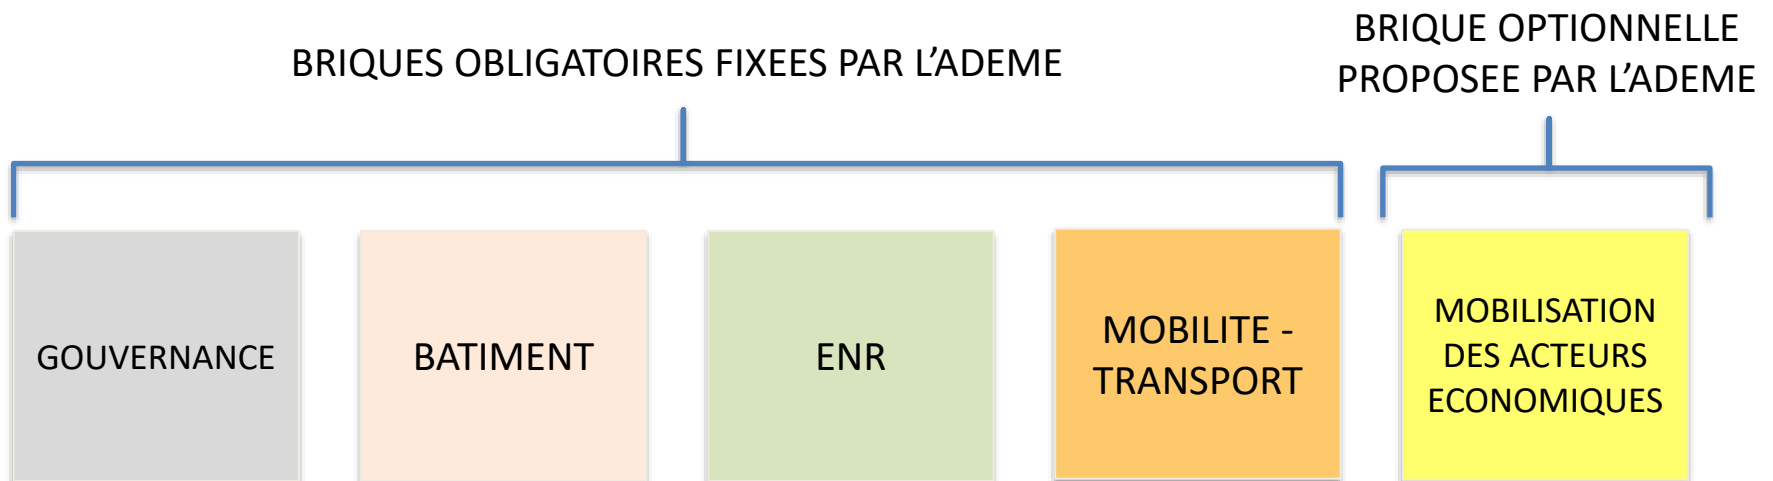 BRIQUES OBLIGATOIRES FIXEES PAR L’ADEME
BRIQUE OPTIONNELLE
PROPOSEE PAR L’ADEME
GOUVERNANCE
BATIMENT
ENR
MOBILITE -
TRANSPORT
MOBILISATION
DES ACTEURS
ECONOMIQUES